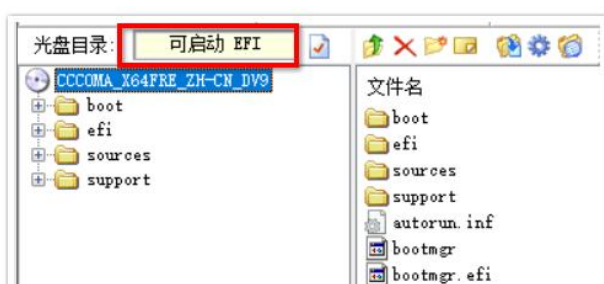 光盘目录: 可启动 EFI
CCCOMA_X64FRE_ZH-CN_DV9
boot
efi
sources
support
文件名
boot
efi
sources
support
autorun.inf
bootmgr
bootmgr.efi